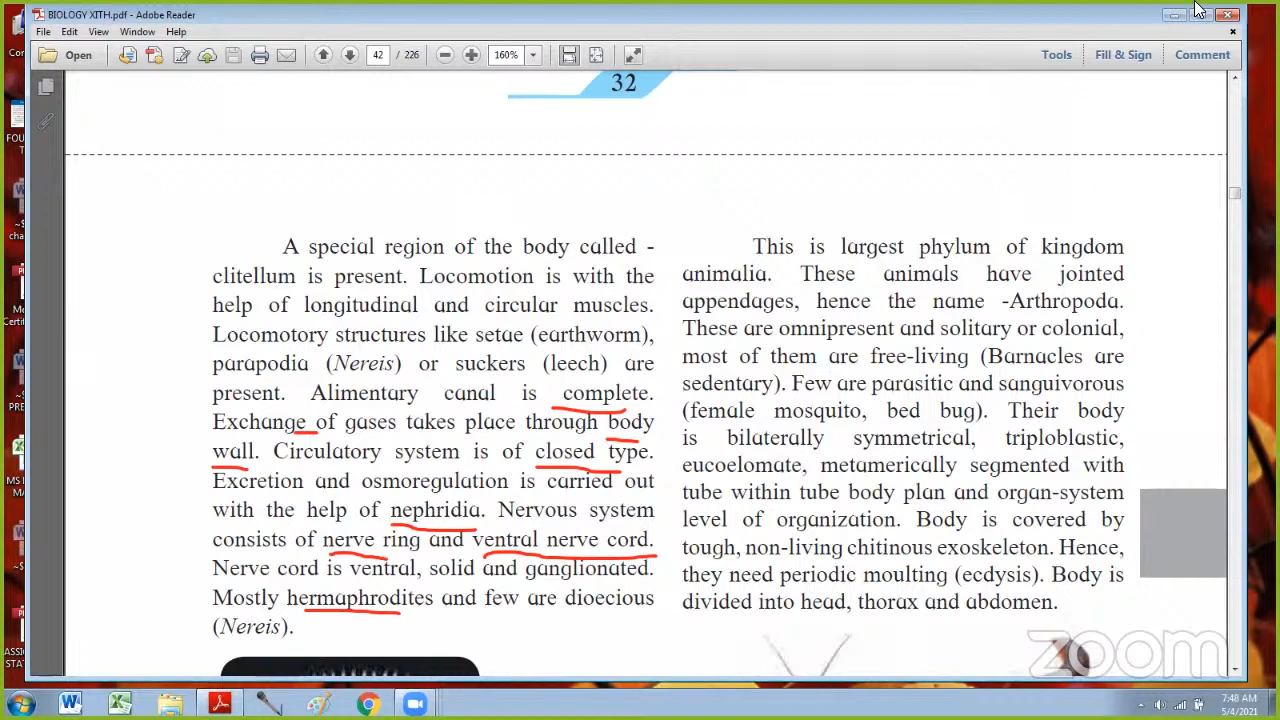 BIOLOGY XITH.pdf - Adobe Reader
File Edit View Window Help
Open 42 / 226 160% Tools Fill & Sign Comment
32
A special region of the body called -
clitellum is present. Locomotion is with the
help of longitudinal and circular muscles.
Locomotory structures like setae (earthworm),
parapodia (Nereis) or suckers (leech) are
present. Alimentary canal is complete.
Exchange of gases takes place through body
wall. Circulatory system is of closed type.
Excretion and osmoregulation is carried out
with the help of nephridia. Nervous system
consists of nerve ring and ventral nerve cord.
Nerve cord is ventral, solid and ganglionated.
Mostly hermaphrodites and few are dioecious
(Nereis).
This is largest phylum of kingdom
animalia. These animals have jointed
appendages, hence the name -Arthropoda.
These are omnipresent and solitary or colonial,
most of them are free-living (Barnacles are
sedentary). Few are parasitic and sanguivorous
(female mosquito, bed bug). Their body
is bilaterally symmetrical, triploblastic,
eucoelomate, metamerically segmented with
tube within tube body plan and organ-system
level of organization. Body is covered by
tough, non-living chitinous exoskeleton. Hence,
they need periodic moulting (ecdysis). Body is
divided into head, thorax and abdomen.
zoom
7:48 AM
5/4/2021